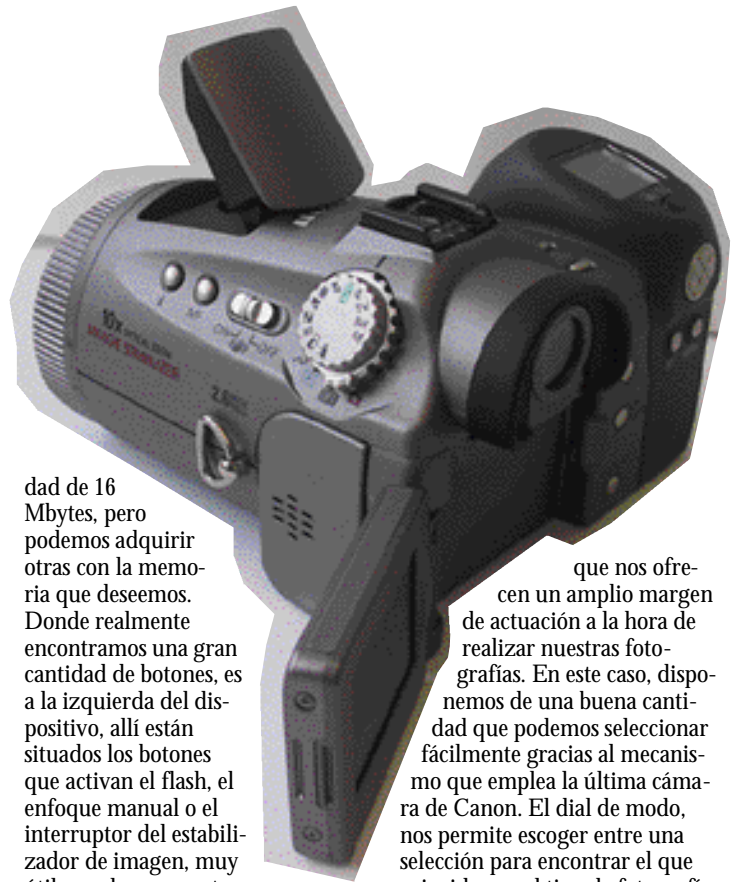 10x OPTICAL ZOOM
IMAGE STABILIZER
2.6
dad de 16
Mbytes, pero
podemos adquirir
otras con la memo-
ria que deseemos.
Donde realmente
encontramos una gran
cantidad de botones, es
a la izquierda del dis-
positivo, allí están
situados los botones
que activan el flash, el
enfoque manual o el
interruptor del estabili-
zador de imagen, muy
que nos ofre-
cen un amplio margen
de actuación a la hora de
realizar nuestras foto-
grafías. En este caso, dispo-
nemos de una buena canti-
dad que podemos seleccionar
fácilmente gracias al mecanis-
mo que emplea la última cáma-
ra de Canon. El dial de modo,
nos permite escoger entre una
selección para encontrar el que